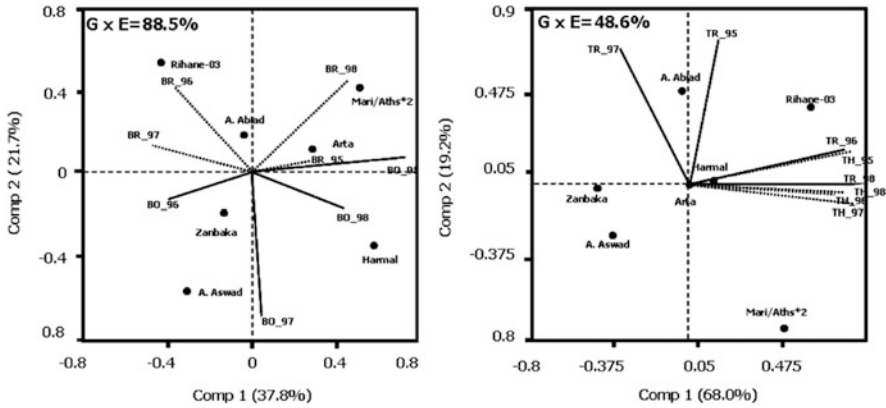 G x E=88.5%
0.8
0.4
0
-0.4
0.8
Comp 2 ( 21.7%)
Rihane-03
BR_96
BR_98
Mari/Aths*2
A. Abiad
BR_97
Arta
BR_95
BO_96
BO_98
Zanbaka
Harmal
A. Aswad
BO_97
-0.8
-0.4
0
0.4
0.8
Comp 1 (37.8%)
G x E=48.6%
0.9
0.475
0.05
-0.375
0.8
Comp 2 (19.2%)
TR_97
TR_95
A. Abiad
Rihane-03
TR_96
TH_95
Harmal
TR_98
Zanbaka
Arta
TH_98
TH_97
A. Aswad
Mari/Aths*2
-0.8
-0.375
0.05
0.475
Comp 1 (68.0%)